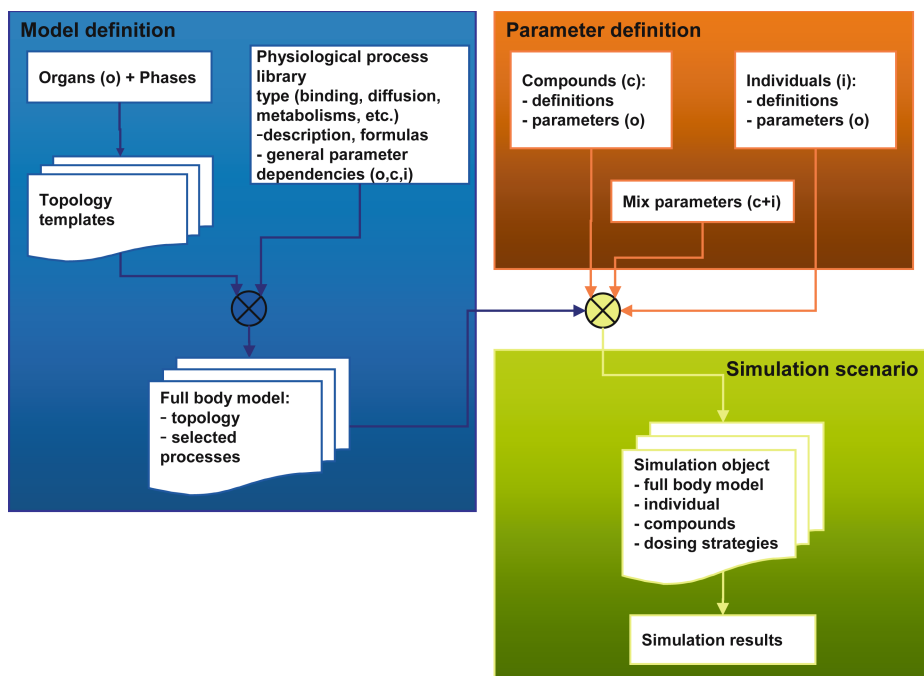 Model definition
Organs (o) + Phases
Physiological process
library
type (binding, diffusion,
metabolisms, etc.)
-description, formulas
- general parameter
dependencies (o,c,i)
Topology
templates
Full body model:
- topology
- selected
processes
Parameter definition
Compounds (c):
- definitions
- parameters (o)
Individuals (i):
- definitions
- parameters (o)
Mix parameters (c+i)
Simulation scenario
Simulation object
- full body model
- individual
- compounds
- dosing strategies
Simulation results